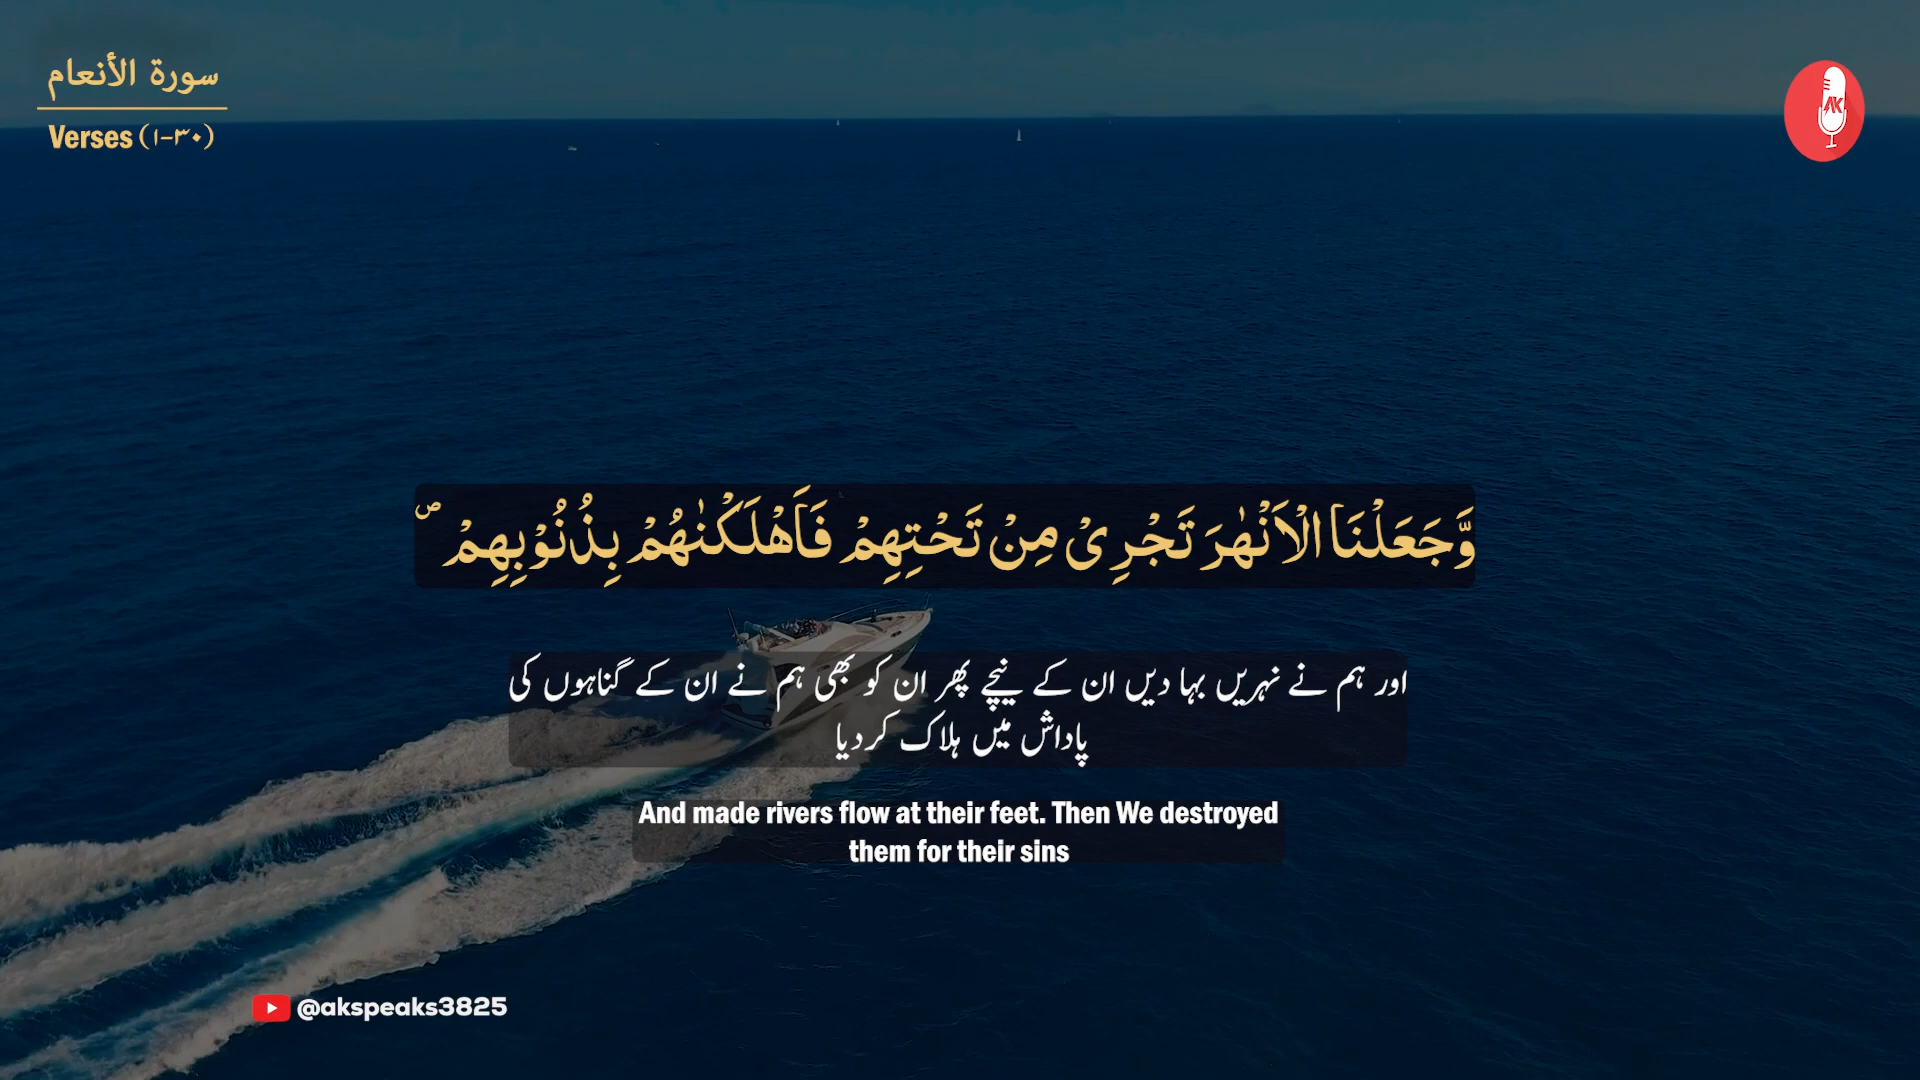 سورة الأنعام
Verses (١-٣٠)
AK
وَّجَعَلْنَا الْاَنْهٰرَ تَجْرِیْ مِنْ تَحْتِهِمْ فَاَهْلَكْنٰهُمْ بِذُنُوْبِهِمْ ۠ص
اور ہم نے نہریں بہا دیں ان کے نیچے پھر ان کو بھی ہم نے ان کے گناہوں کی
پاداش میں ہلاک کردیا
And made rivers flow at their feet. Then We destroyed
them for their sins
@akspeaks3825